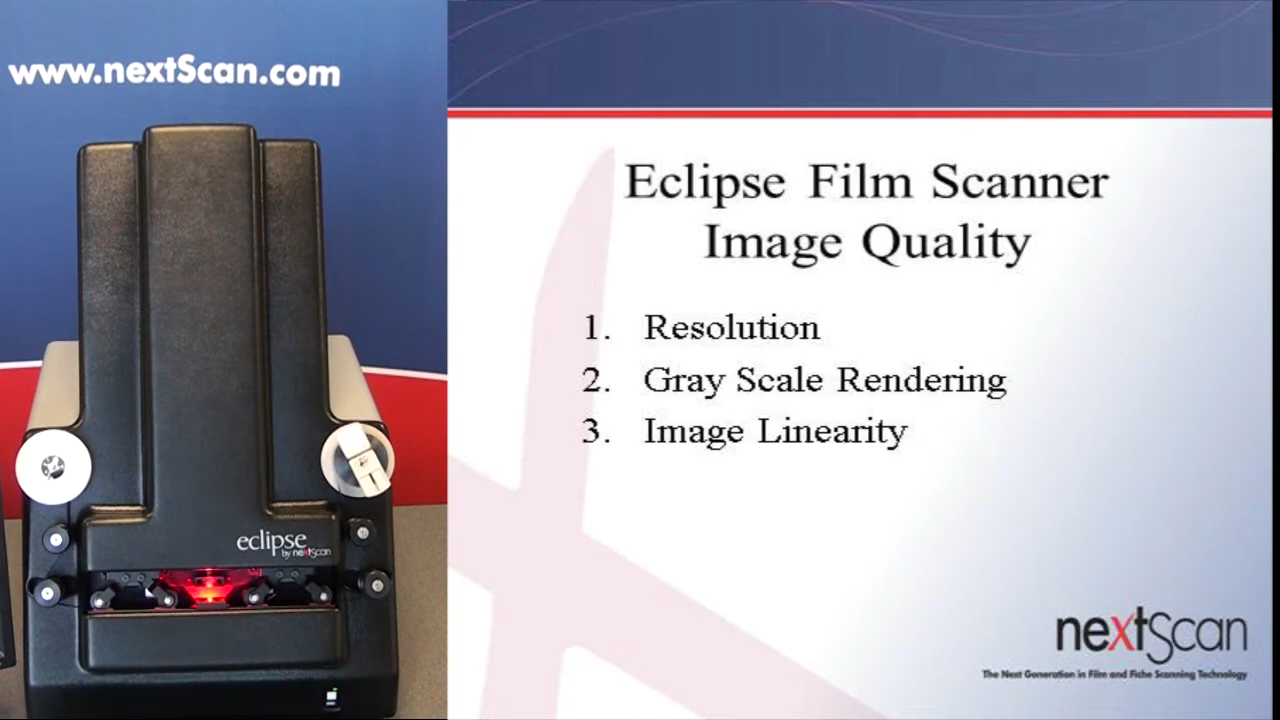 www.nextScan.com
eclipse
by nextScan
Eclipse Film Scanner
Image Quality
1. Resolution
2. Gray Scale Rendering
3. Image Linearity
nextScan
The Next Generation in Film and Fiche Scanning Technology